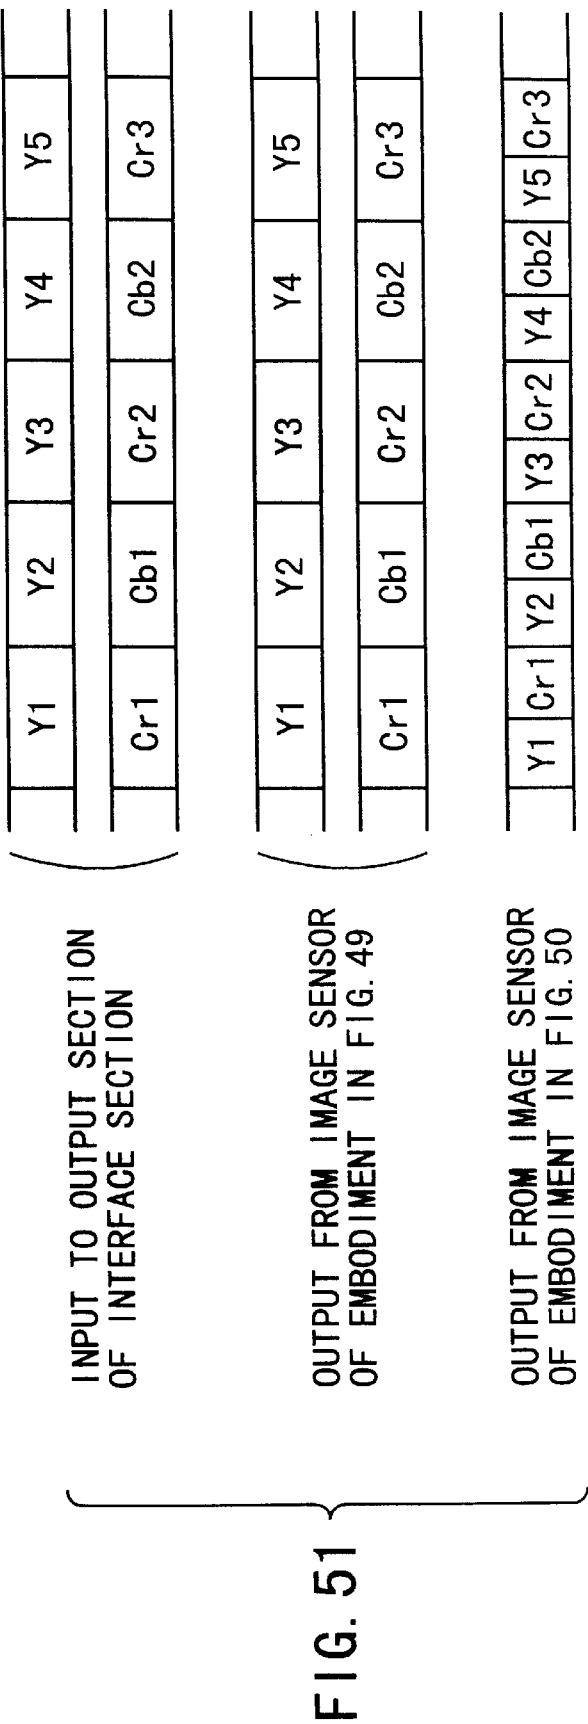 INPUT TO OUTPUT SECTION
OF INTERFACE SECTION
Y1 Y2 Y3 Y4 Y5
Cr1 Cb1 Cr2 Cb2 Cr3
OUTPUT FROM IMAGE SENSOR
OF EMBODIMENT IN FIG. 49
Y1 Y2 Y3 Y4 Y5
Cr1 Cb1 Cr2 Cb2 Cr3
OUTPUT FROM IMAGE SENSOR
OF EMBODIMENT IN FIG. 50
Y1 Cr1 Y2 Cb1 Y3 Cr2 Y4 Cb2 Y5 Cr3
FIG. 51